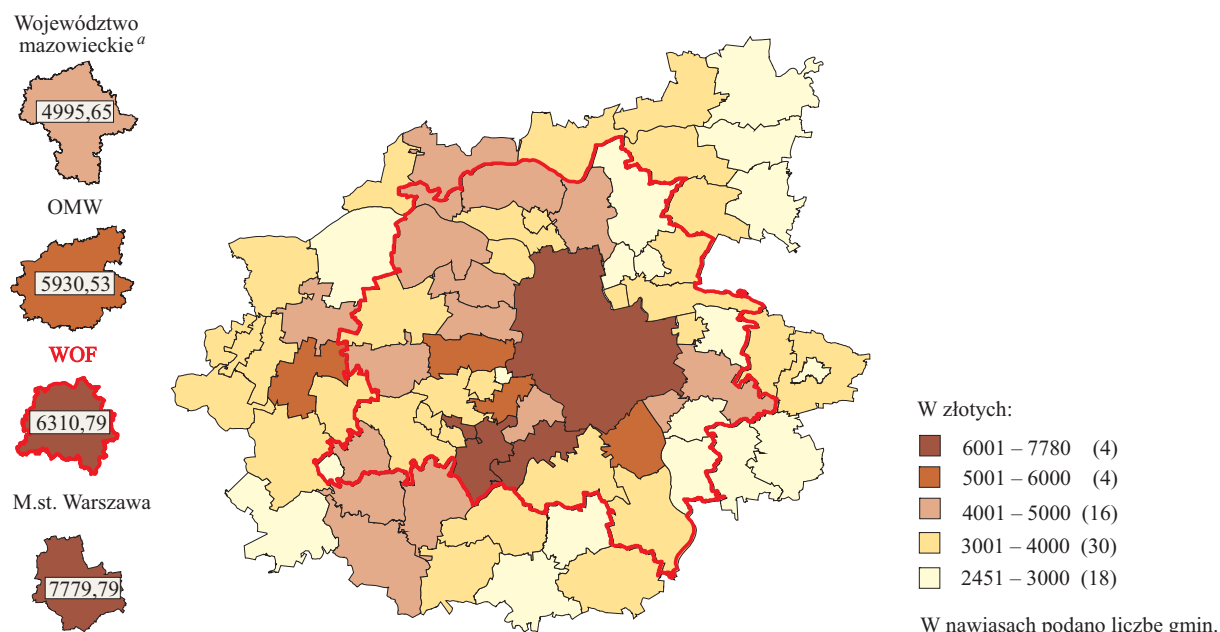 Województwo
mazowieckie a
4995,65
OMW
5930,53
WOF
6310,79
M.st. Warszawa
7779,79
W złotych:
6001 – 7780 (4)
5001 – 6000 (4)
4001 – 5000 (16)
3001 – 4000 (30)
2451 – 3000 (18)
W nawiasach podano liczbę gmin.